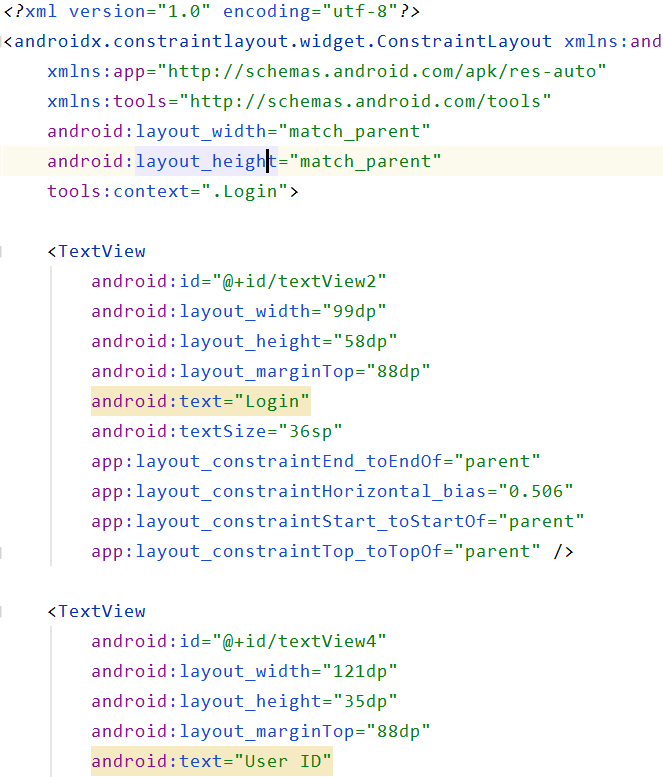 <?xml version="1.0" encoding="utf-8"?>
<androidx.constraintlayout.widget.ConstraintLayout xmlns:and
xmlns:app="http://schemas.android.com/apk/res-auto"
xmlns:tools="http://schemas.android.com/tools"
android:layout_width="match_parent"
android:layout_height="match_parent"
tools:context=".Login">
<TextView
android:id="@+id/textView2"
android:layout_width="99dp"
android:layout_height="58dp"
android:layout_marginTop="88dp"
android:text="Login"
android:textSize="36sp"
app:layout_constraintEnd_toEndOf="parent"
app:layout_constraintHorizontal_bias="0.506"
app:layout_constraintStart_toStartOf="parent"
app:layout_constraintTop_toTopOf="parent" />
<TextView
android:id="@+id/textView4"
android:layout_width="121dp"
android:layout_height="35dp"
android:layout_marginTop="88dp"
android:text="User ID"